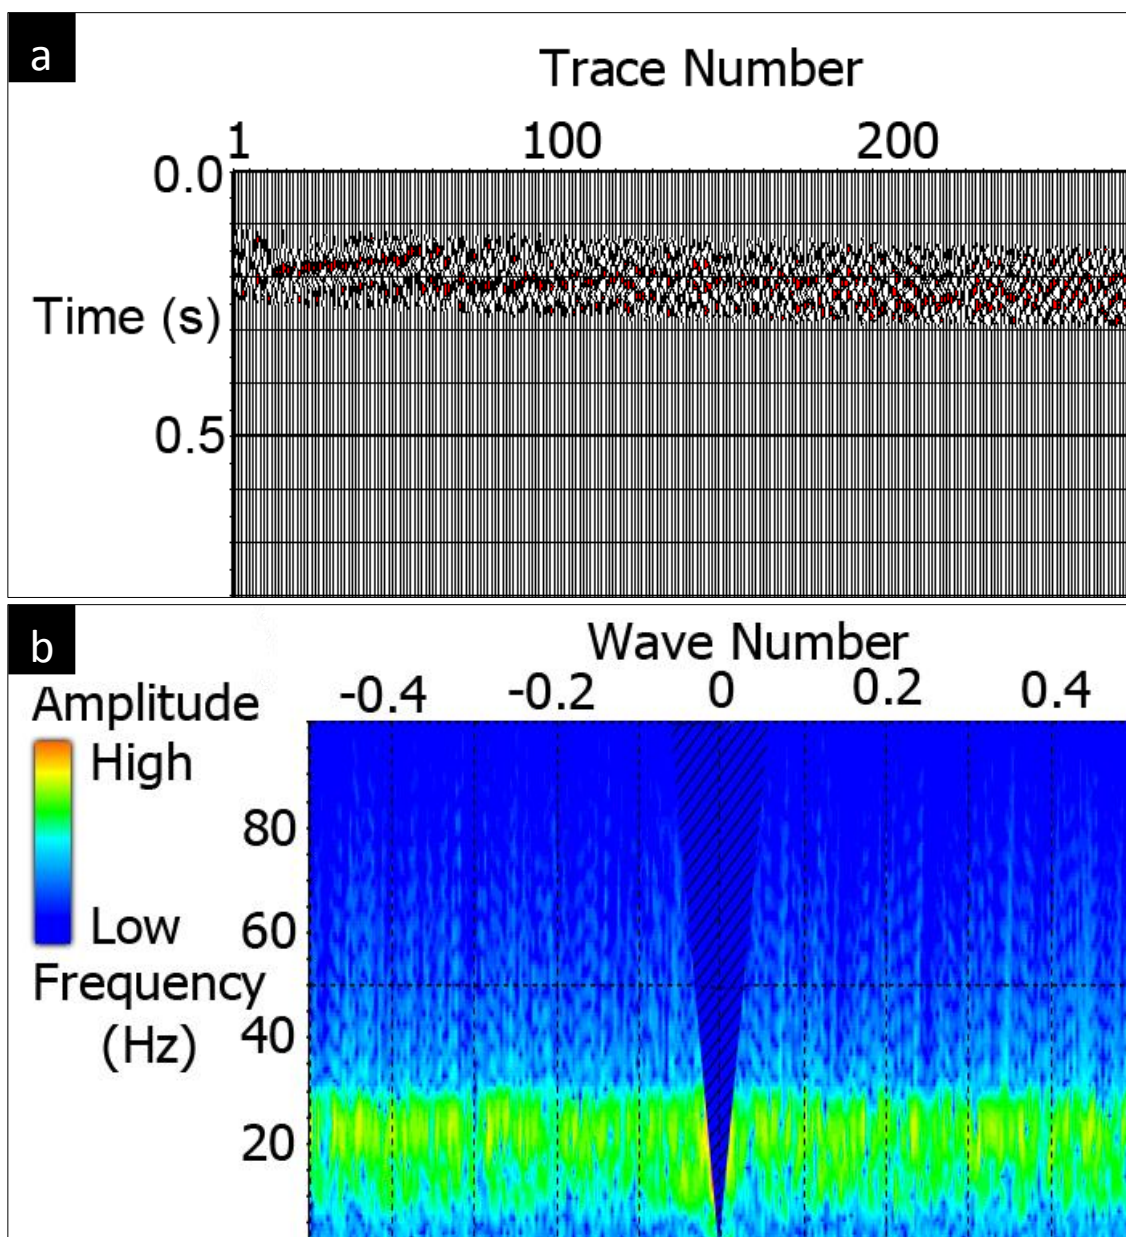 a
Trace Number
1 100 200
0.0
Time (s)
0.5
b
Wave Number
-0.4 -0.2 0 0.2 0.4
Amplitude
High
Low
80
60
Frequency
(Hz)
40
20